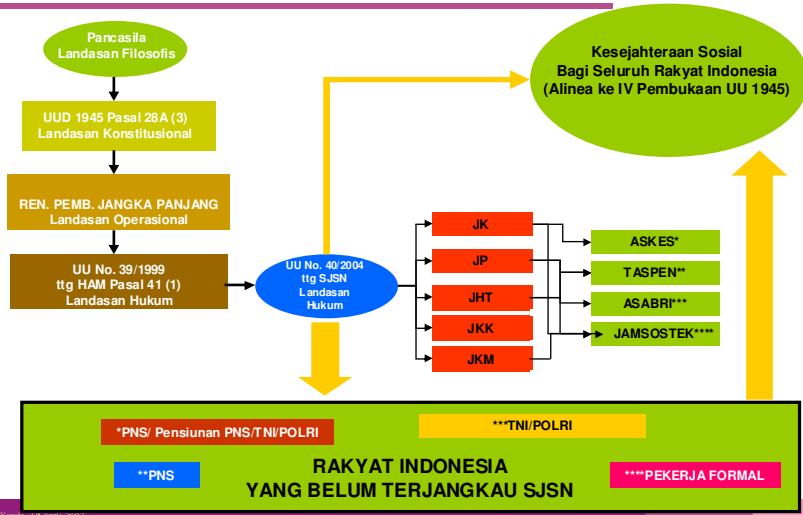 Pancasila
Landasan Filosofis
Kesejahteraan Sosial
Bagi Seluruh Rakyat Indonesia
(Alinea ke IV Pembukaan UU 1945)
UUD 1945 Pasal 28A (3)
Landasan Konstitusional
REN. PEMB. JANGKA PANJANG
Landasan Operasional
UU No. 39/1999
ttg HAM Pasal 41 (1)
Landasan Hukum
UU No. 40/2004
ttg SJSN
Landasan
Hukum
JK
JP
JHT
JKK
JKM
ASKES*
TASPEN**
ASABRI***
JAMSOSTEK****
*PNS/ Pensiunan PNS/TNI/POLRI
***TNI/POLRI
**PNS
RAKYAT INDONESIA
YANG BELUM TERJANGKAU SJSN
****PEKERJA FORMAL